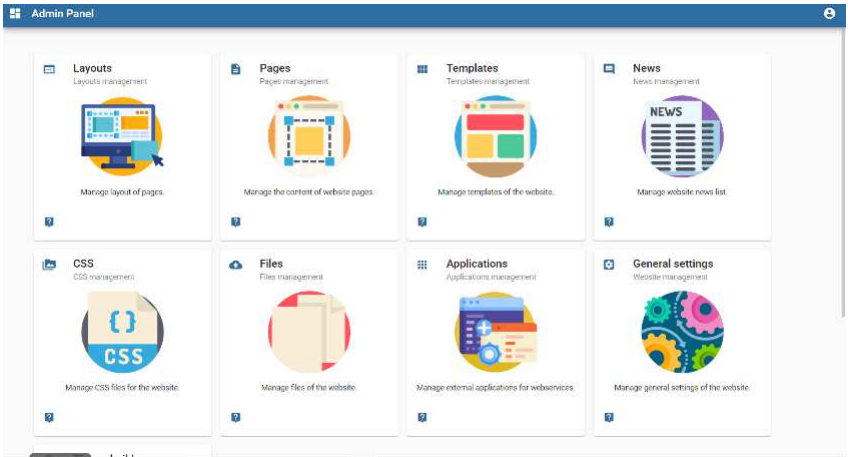 Admin Panel
Layouts
Layouts management
Manage layout of pages.
Pages
Pages management
Manage the content of website pages.
Templates
Templates management
Manage templates of the website.
News
News management
NEWS
Manage website news list.
CSS
CSS management
{ }
CSS
Manage CSS files for the website.
Files
Files management
Manage files of the website.
Applications
Applications management
Manage external applications for webservices.
General settings
Website management
Manage general settings of the website.